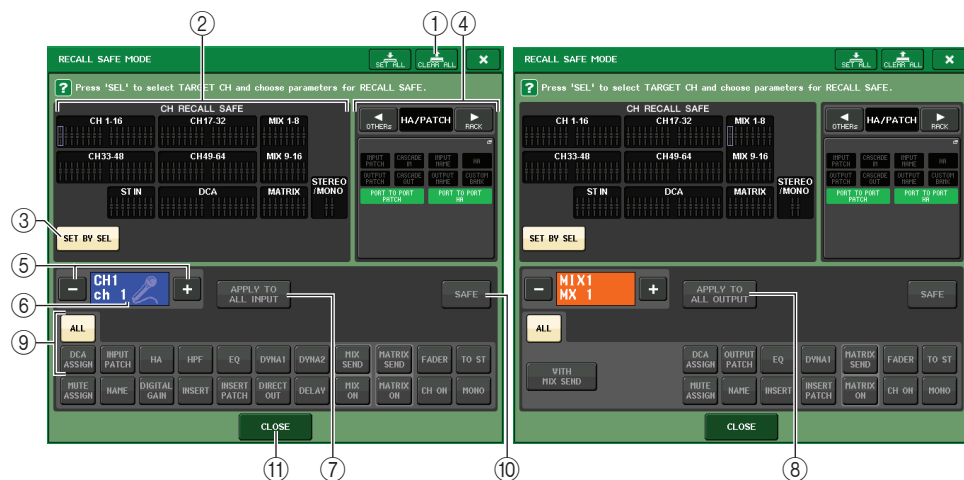 ② ① ④
RECALL SAFE MODE SET ALL CLEAR ALL ×
? Press 'SEL' to select TARGET CH and choose parameters for RECALL SAFE.
CH RECALL SAFE
CH 1-16 CH17-32 MIX 1-8
CH33-48 CH49-64 MIX 9-16
ST IN DCA MATRIX STEREO /MONO
OTHERs HA/PATCH RACK
INPUT PATCH CASCADE IN INPUT NAME HA
OUTPUT PATCH CASCADE OUT OUTPUT NAME CUSTOM BANK
PORT TO PORT PATCH PORT TO PORT HA
③ SET BY SEL
⑤ − CH1 ch 1 + APPLY TO ALL INPUT SAFE
⑥
⑨ ALL
DCA ASSIGN INPUT PATCH HA HPF EQ DYNA1 DYNA2 MIX SEND MATRIX SEND FADER TO ST
MUTE ASSIGN NAME DIGITAL GAIN INSERT INSERT PATCH DIRECT OUT DELAY MIX ON MATRIX ON CH ON MONO
CLOSE
⑪ ⑦ ⑩
RECALL SAFE MODE SET ALL CLEAR ALL ×
? Press 'SEL' to select TARGET CH and choose parameters for RECALL SAFE.
CH RECALL SAFE
CH 1-16 CH17-32 MIX 1-8
CH33-48 CH49-64 MIX 9-16
ST IN DCA MATRIX STEREO /MONO
OTHERs HA/PATCH RACK
INPUT PATCH CASCADE IN INPUT NAME HA
OUTPUT PATCH CASCADE OUT OUTPUT NAME CUSTOM BANK
PORT TO PORT PATCH PORT TO PORT HA
SET BY SEL
− MIX1 MX 1 + APPLY TO ALL OUTPUT SAFE
ALL
WITH MIX SEND
DCA ASSIGN OUTPUT PATCH EQ DYNA1 MATRIX SEND FADER TO ST
MUTE ASSIGN NAME INSERT INSERT PATCH MATRIX ON CH ON MONO
CLOSE
⑧